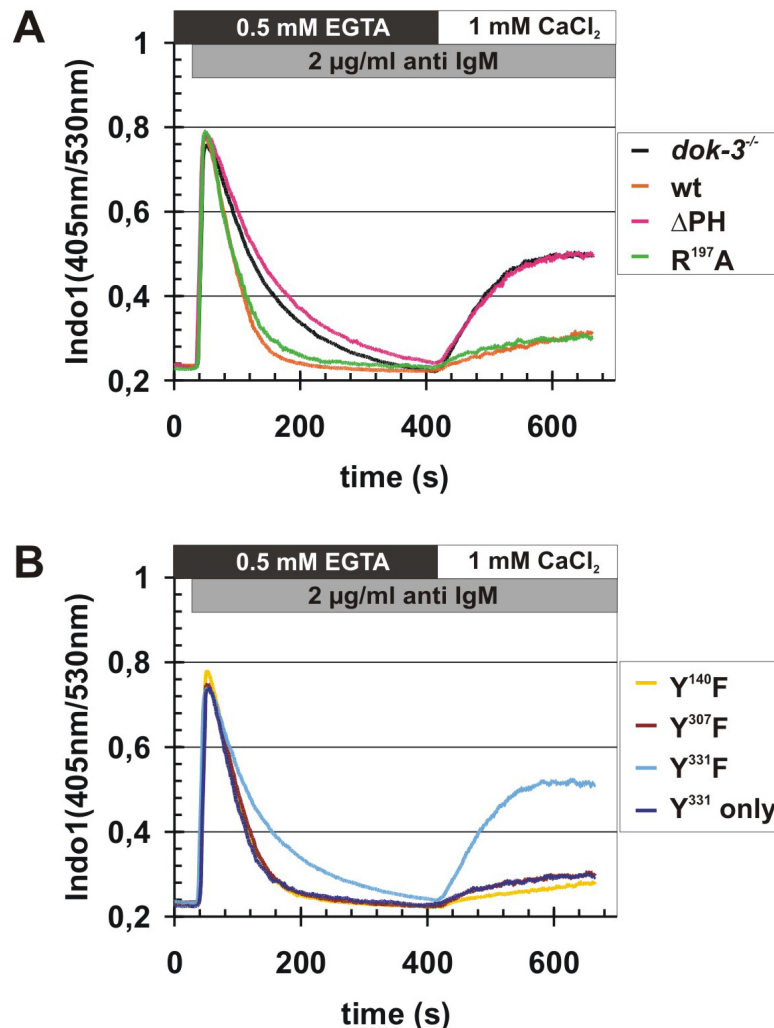 A
0.5 mM EGTA
1 mM CaCl₂
2 µg/ml anti IgM
1
0,8
0,6
0,4
0,2
Indo1(405nm/530nm)
0
200
400
600
time (s)
dok-3⁻/⁻
wt
ΔPH
R¹⁹⁷A
B
0.5 mM EGTA
1 mM CaCl₂
2 µg/ml anti IgM
1
0,8
0,6
0,4
0,2
Indo1(405nm/530nm)
0
200
400
600
time (s)
Y¹⁴⁰F
Y³⁰⁷F
Y³³¹F
Y³³¹ only